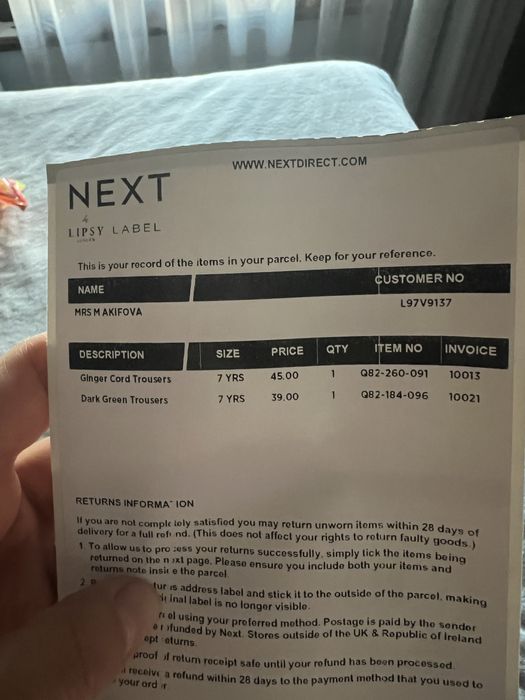 WWW.NEXTDIRECT.COM
NEXT
&
LIPSY LABEL
This is your record of the items in your parcel. Keep for your reference.
NAME CUSTOMER NO
MRS M AKIFOVA L97V9137
DESCRIPTION SIZE PRICE QTY ITEM NO INVOICE
Ginger Cord Trousers 7 YRS 45.00 1 Q82-260-091 10013
Dark Green Trousers 7 YRS 39.00 1 Q82-184-096 10021
RETURNS INFORMA ION
If you are not comple tely satisfied you may return unworn items within 28 days of
delivery for a full refu nd. (This does not affect your rights to return faulty goods.)
1. To allow us to pro cess your returns successfully, simply tick the items being
returned on the n xt page. Please ensure you include both your items and
returns note insid e the parcel
2. is address label and stick it to the outside of the parcel, making
inal label is no longer visible.
el using your preferred method. Postage is paid by the sender
funded by Next. Stores outside of the UK & Republic of Ireland
ept returns.
proof of return receipt safe until your refund has been processed.
receive a refund within 28 days to the payment method that you used to
your ord r.